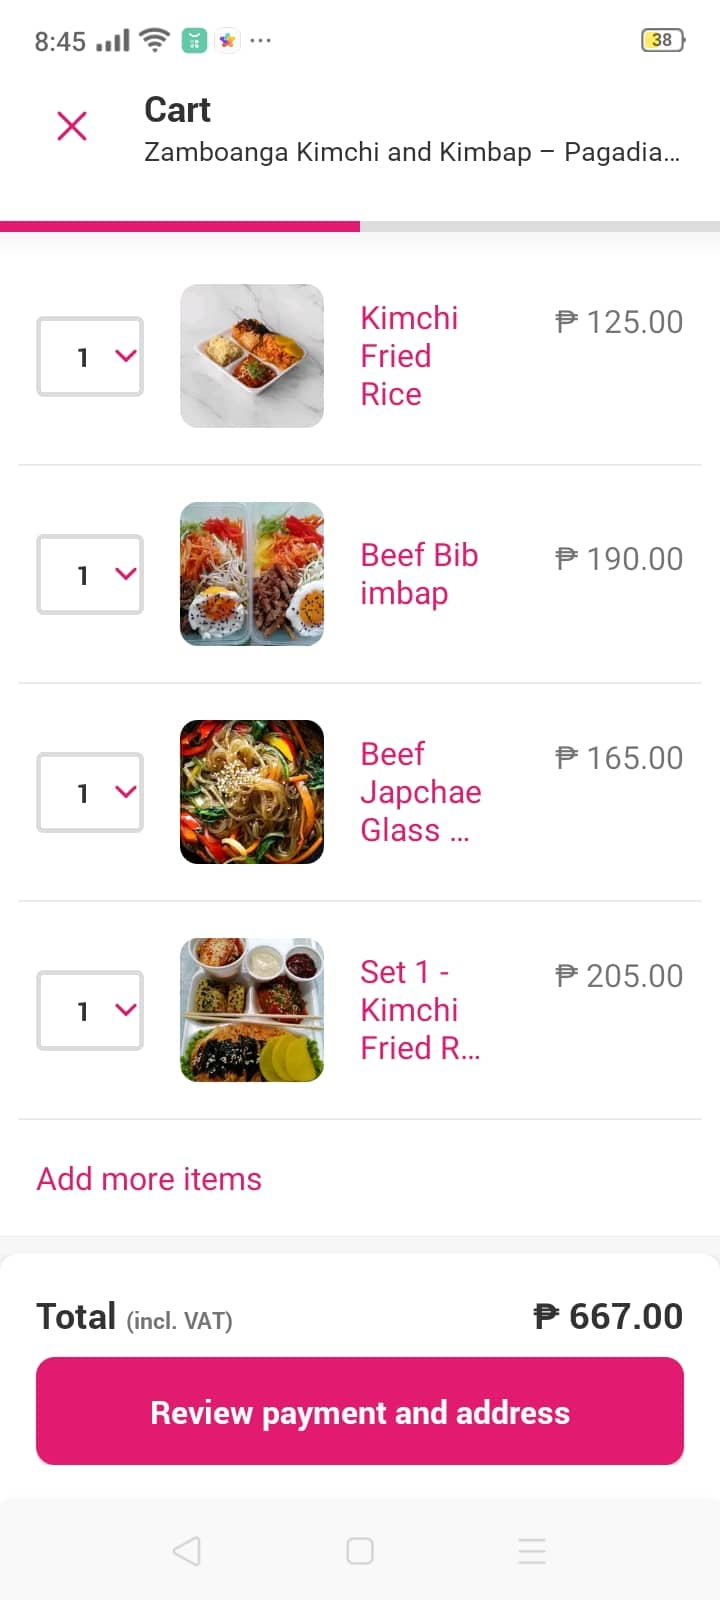 8:45
38
Cart
Zamboanga Kimchi and Kimbap – Pagadia...
1
Kimchi
Fried
Rice
₱ 125.00
1
Beef Bib
imbap
₱ 190.00
1
Beef
Japchae
Glass ...
₱ 165.00
1
Set 1 -
Kimchi
Fried R...
₱ 205.00
Add more items
Total (incl. VAT)
₱ 667.00
Review payment and address